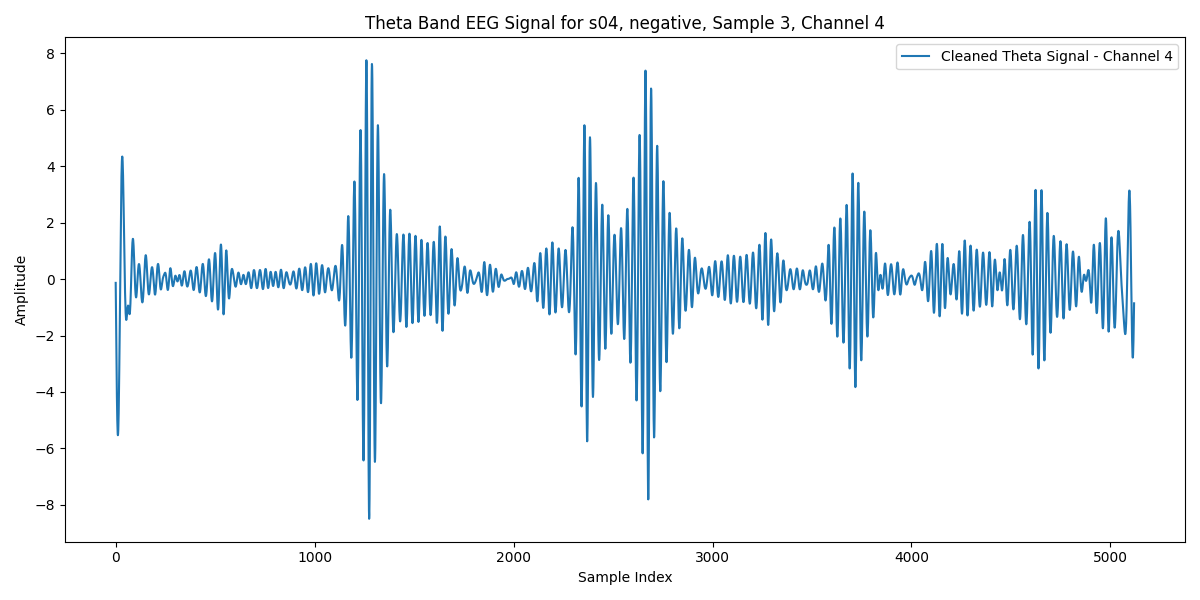 Theta Band EEG Signal for s04, negative, Sample 3, Channel 4
Cleaned Theta Signal - Channel 4
Amplitude
8
6
4
2
0
−2
−4
−6
−8
0 1000 2000 3000 4000 5000
Sample Index